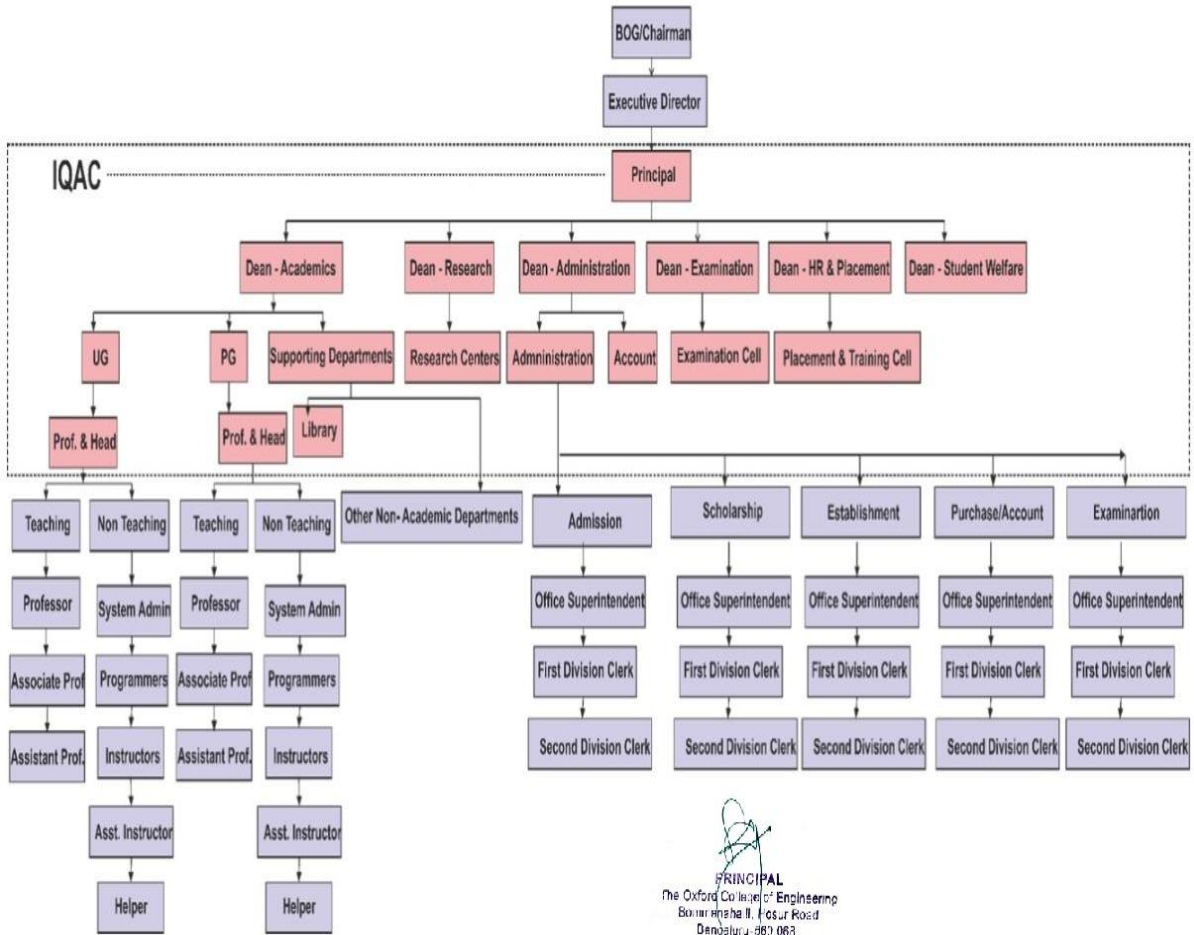 BOG/Chairman
Executive Director
IQAC
Principal
Dean - Academics
Dean - Research
Dean - Administration
Dean - Examination
Dean - HR & Placement
Dean - Student Welfare
UG
PG
Supporting Departments
Research Centers
Admninistration
Account
Examination Cell
Placement & Training Cell
Prof. & Head
Prof. & Head
Library
Teaching
Non Teaching
Teaching
Non Teaching
Other Non- Academic Departments
Admission
Scholarship
Establishment
Purchase/Account
Examinartion
Professor
System Admin
Professor
System Admin
Office Superintendent
Office Superintendent
Office Superintendent
Office Superintendent
Office Superintendent
Associate Prof
Programmers
Associate Prof
Programmers
First Division Clerk
First Division Clerk
First Division Clerk
First Division Clerk
First Division Clerk
Assistant Prof.
Instructors
Assistant Prof.
Instructors
Second Division Clerk
Second Division Clerk
Second Division Clerk
Second Division Clerk
Second Division Clerk
Asst. Instructor
Asst. Instructor
Helper
Helper
PRINCIPAL
The Oxford College of Engineering
Hosur Road